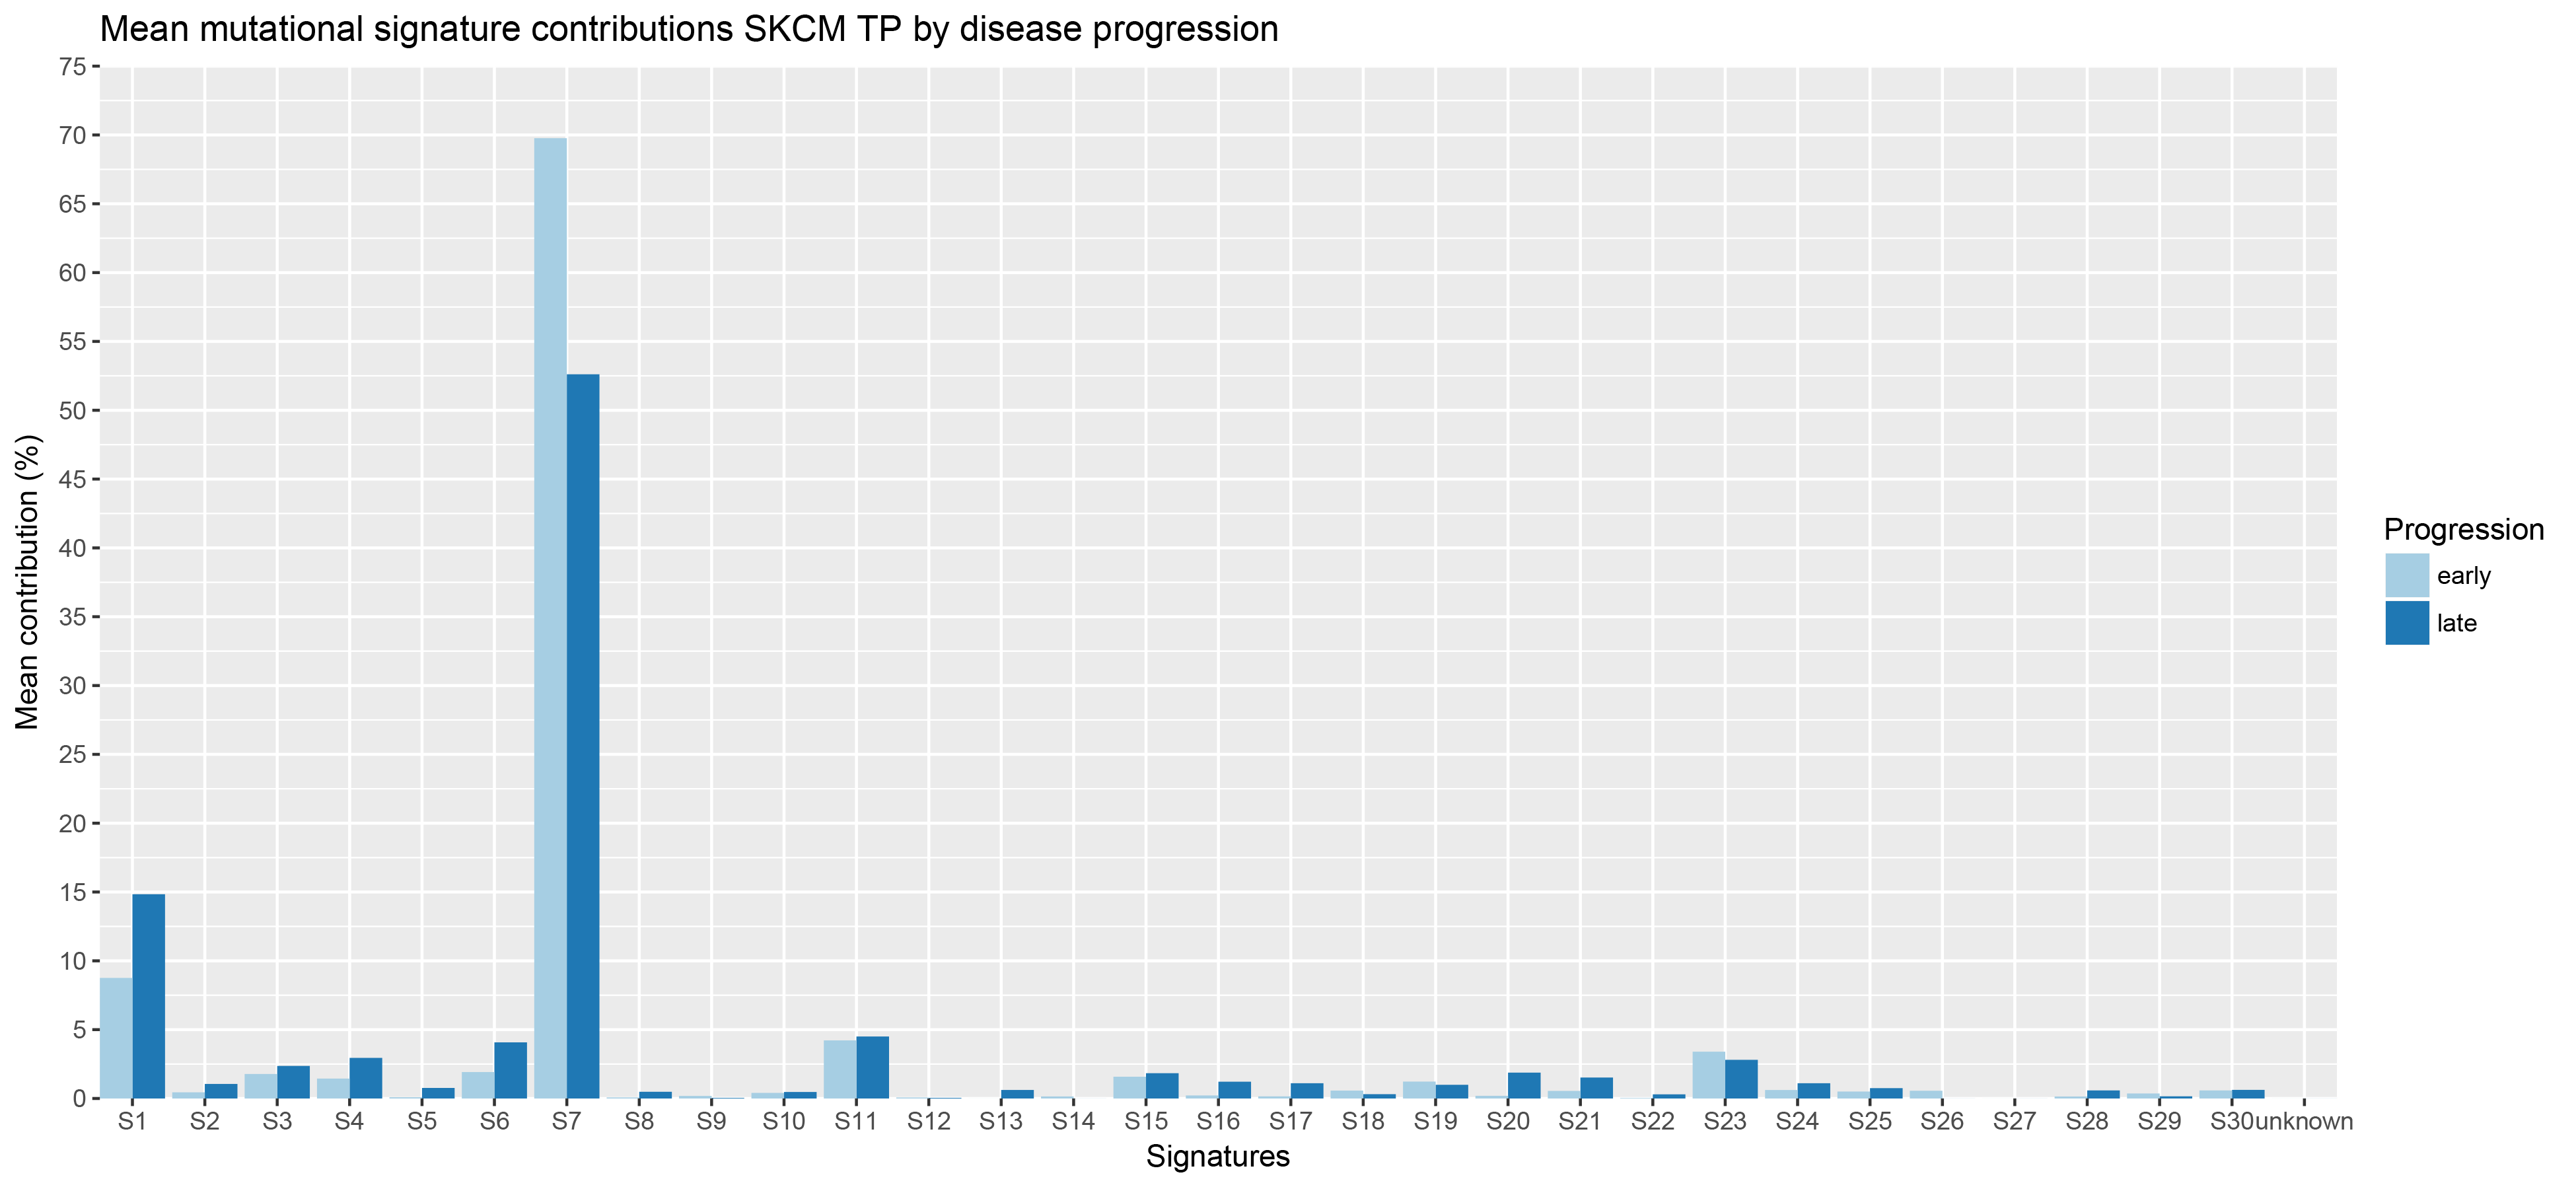 Mean mutational signature contributions SKCM TP by disease progression
75
70
65
60
55
50
45
40
35
30
25
20
15
10
5
0
Mean contribution (%)
S1 S2 S3 S4 S5 S6 S7 S8 S9 S10 S11 S12 S13 S14 S15 S16 S17 S18 S19 S20 S21 S22 S23 S24 S25 S26 S27 S28 S29 S30 unknown
Signatures
Progression
early
late